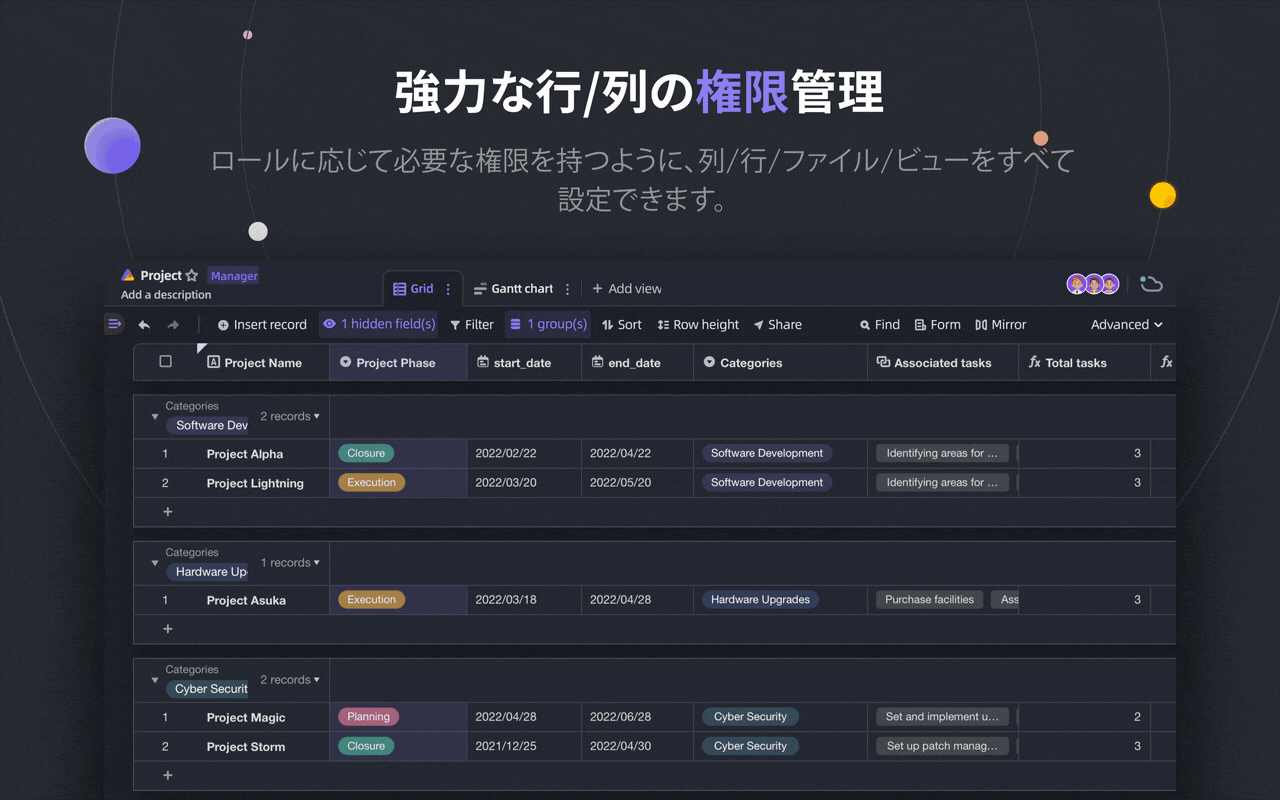 強力な行/列の権限管理
ロールに応じて必要な権限を持つように、列/行/ファイル/ビューをすべて
設定できます。
Project Manager
Add a description
Grid Gantt chart + Add view
Insert record 1 hidden field(s) Filter 1 group(s) Sort Row height Share Find Form Mirror Advanced
Project Name Project Phase start_date end_date Categories Associated tasks fx Total tasks fx
Categories
Software Dev 2 records
1 Project Alpha Closure 2022/02/22 2022/04/22 Software Development Identifying areas for ... 3
2 Project Lightning Execution 2022/03/20 2022/05/20 Software Development Identifying areas for ... 3
+
Categories
Hardware Up 1 records
1 Project Asuka Execution 2022/03/18 2022/04/28 Hardware Upgrades Purchase facilities Ass 3
+
Categories
Cyber Securit 2 records
1 Project Magic Planning 2022/04/28 2022/06/28 Cyber Security Set and implement u... 2
2 Project Storm Closure 2021/12/25 2022/04/30 Cyber Security Set up patch manag... 3
+